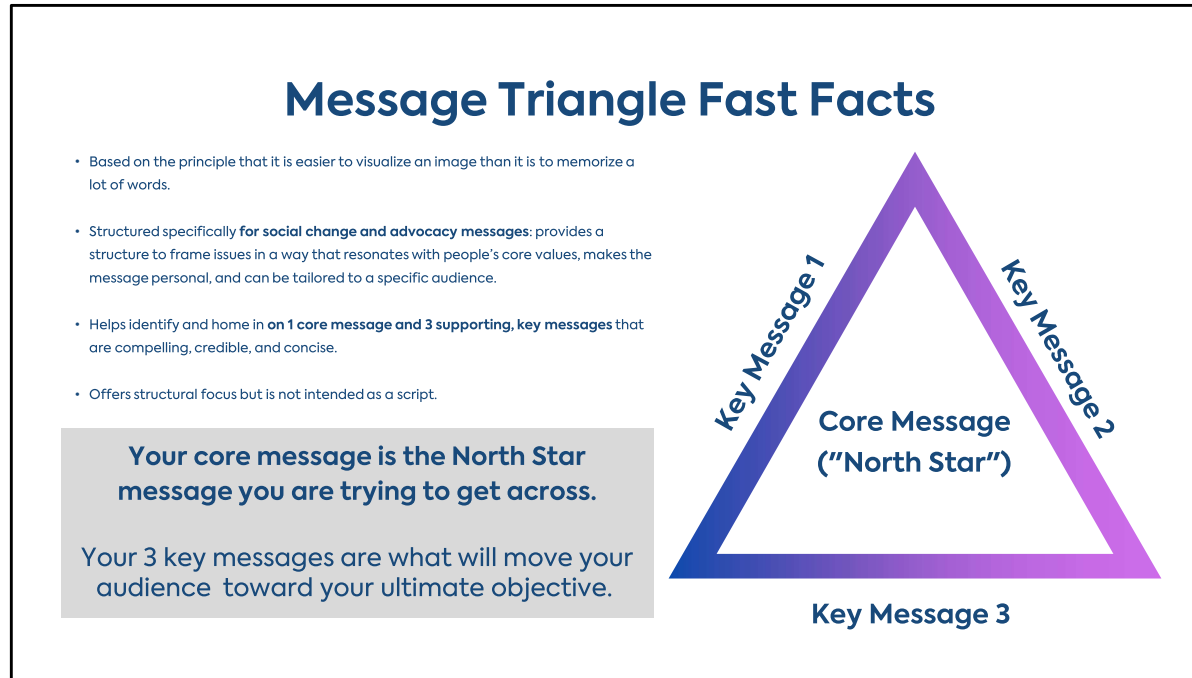 Message Triangle Fast Facts
• Based on the principle that it is easier to visualize an image than it is to memorize a
lot of words.
• Structured specifically for social change and advocacy messages: provides a
structure to frame issues in a way that resonates with people’s core values, makes the
message personal, and can be tailored to a specific audience.
• Helps identify and home in on 1 core message and 3 supporting, key messages that
are compelling, credible, and concise.
• Offers structural focus but is not intended as a script.
Your core message is the North Star
message you are trying to get across.
Your 3 key messages are what will move your
audience toward your ultimate objective.
Key Message 1
Key Message 2
Core Message
("North Star")
Key Message 3